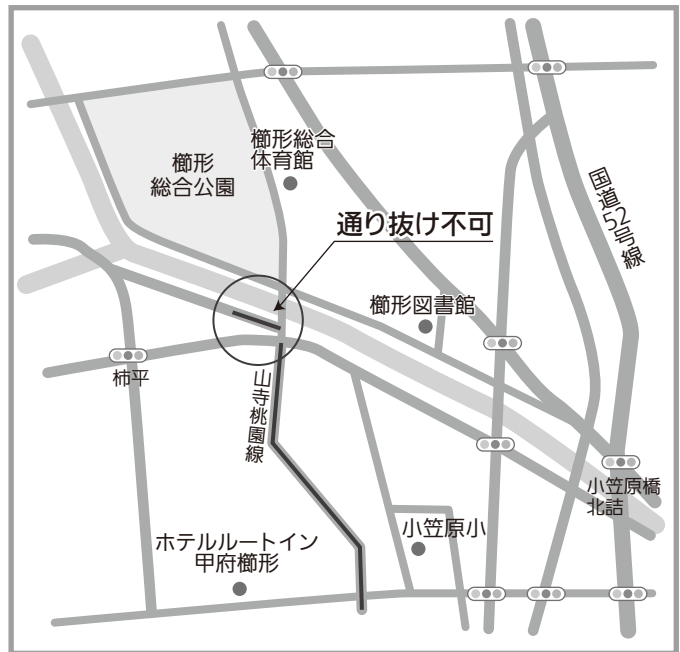 櫛形
総合公園
櫛形総合
体育館
通り抜け不可
国道52号線
櫛形図書館
柿平
山寺桃園線
小笠原橋
北詰
小笠原小
ホテルルートイン
甲府櫛形